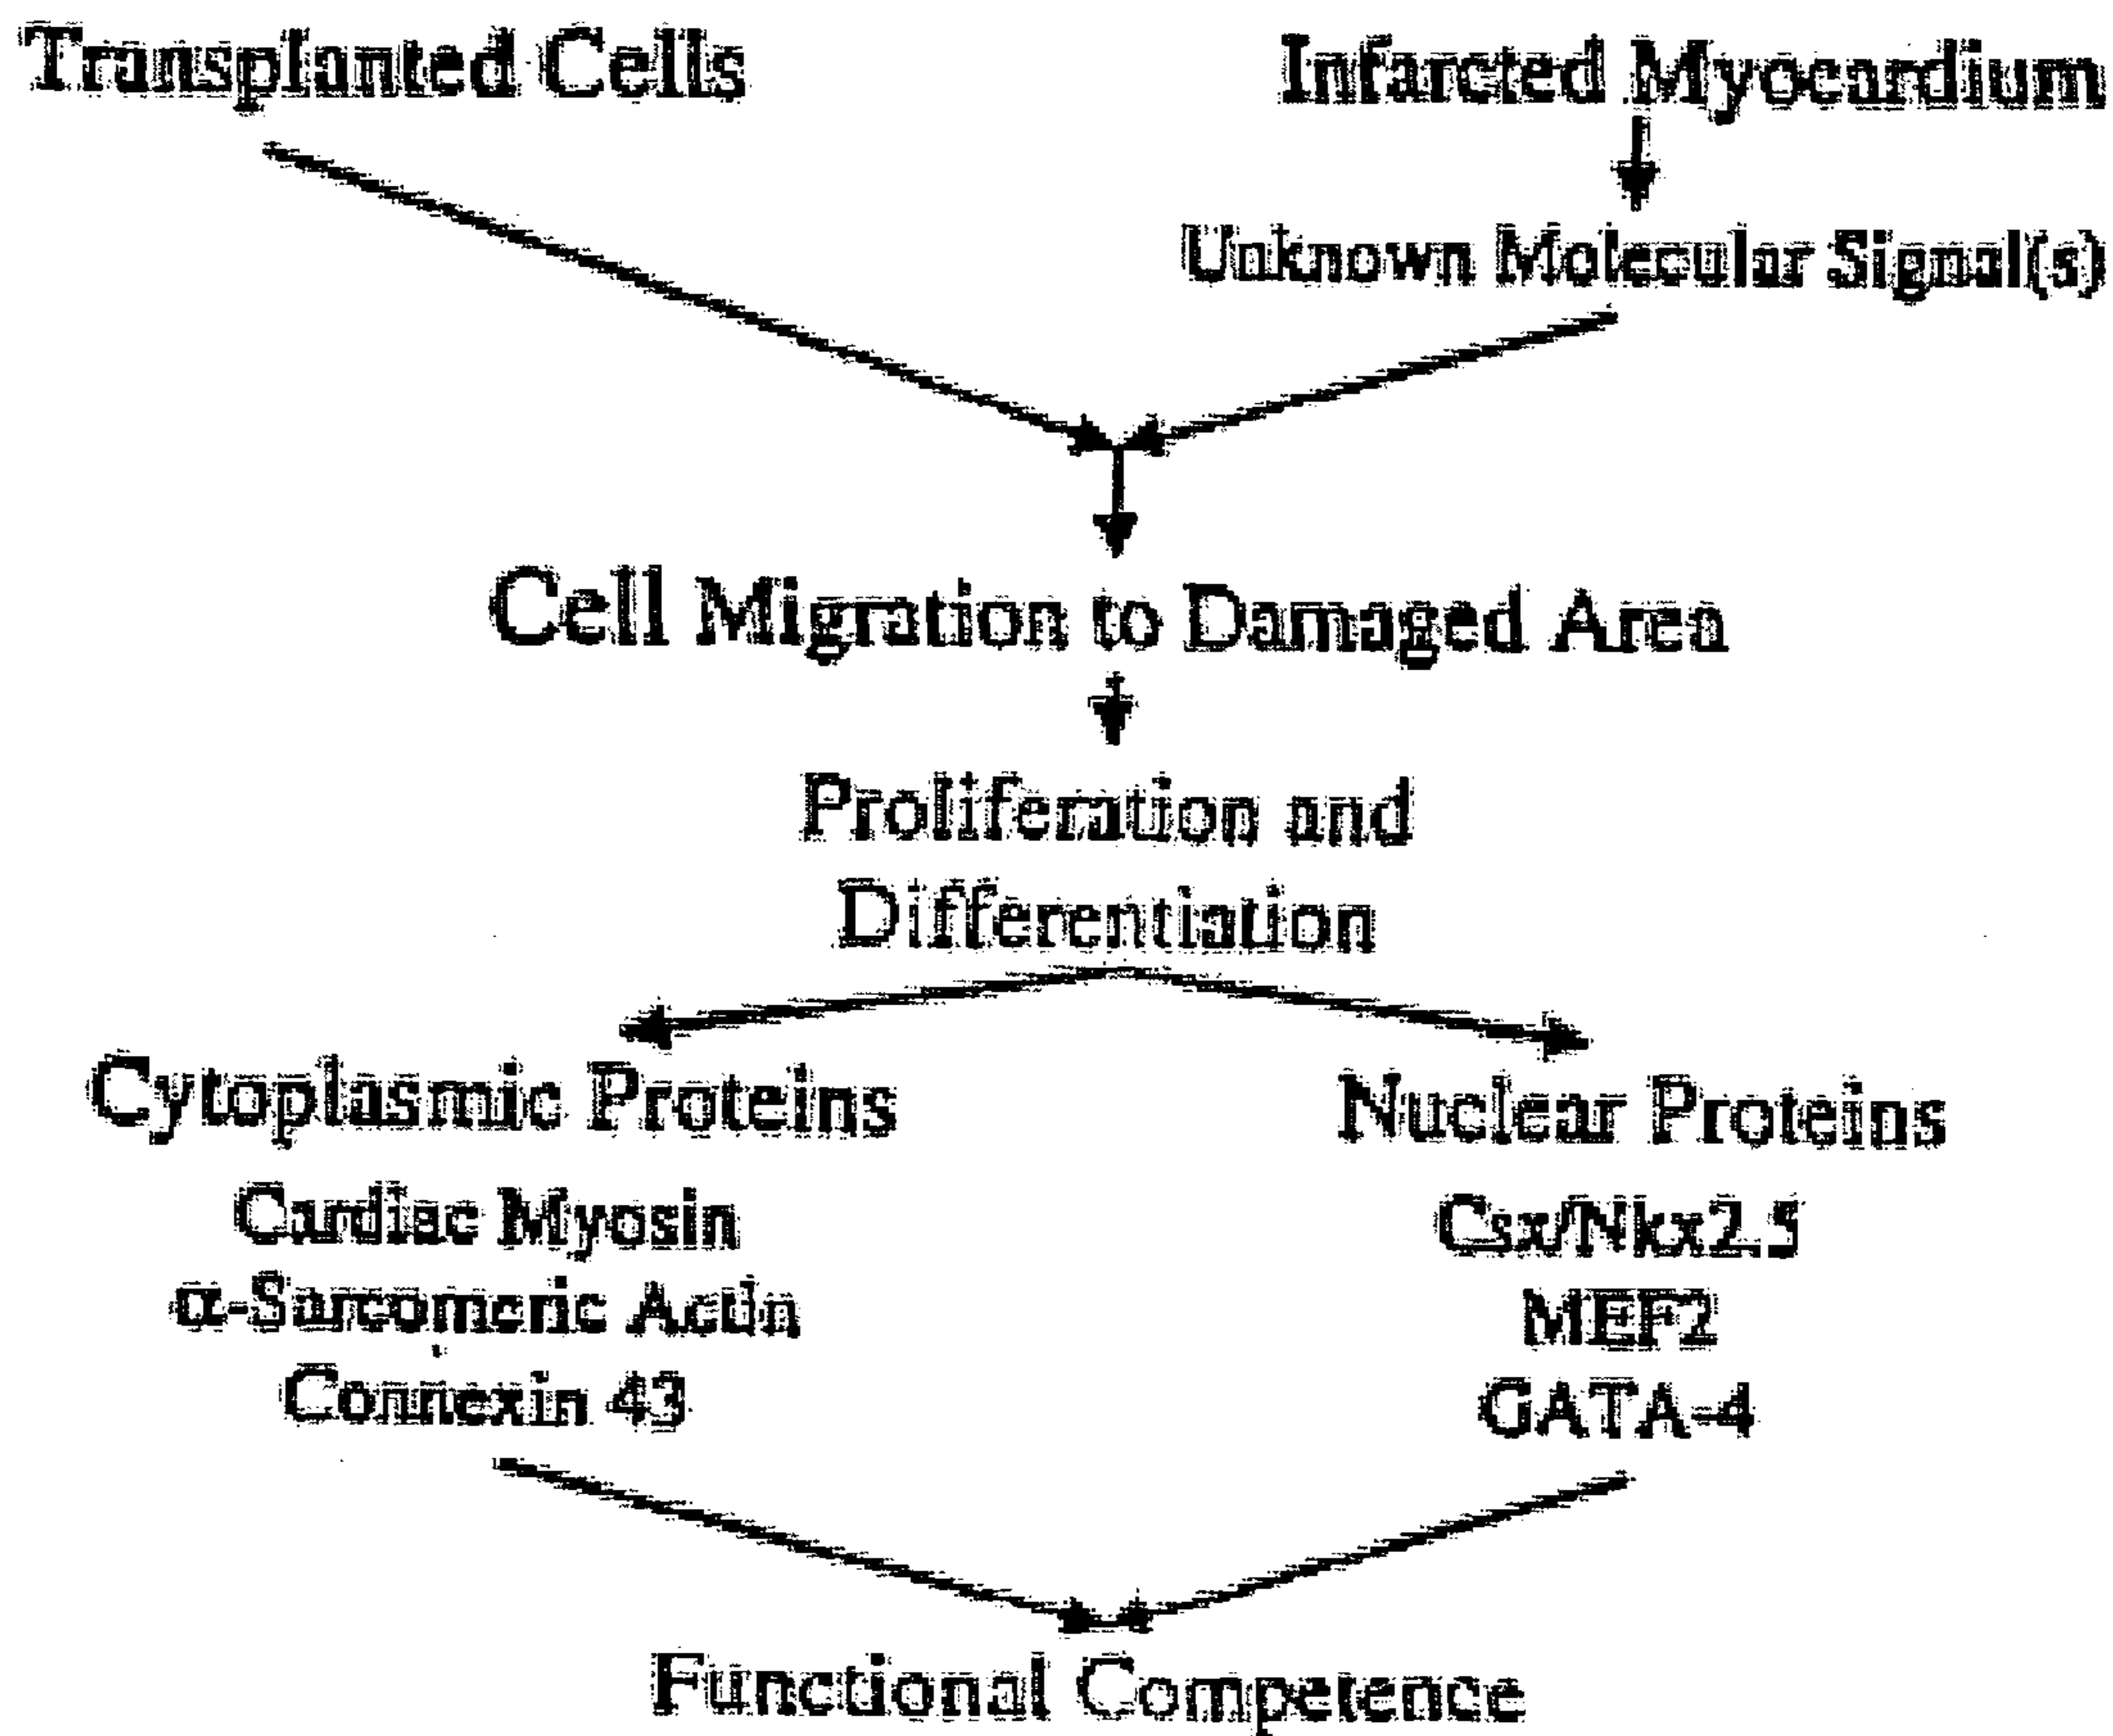 Transplanted Cells
Infarcted Myocardium
Unknown Molecular Signal(s)
Cell Migration to Damaged Area
Proliferation and
Differentiation
Cytoplasmic Proteins
Nuclear Proteins
Cardiac Myosin
Csx/Nkx2.5
α-Sarcomeric Actin
MEF2
Connexin 43
GATA-4
Functional Competence